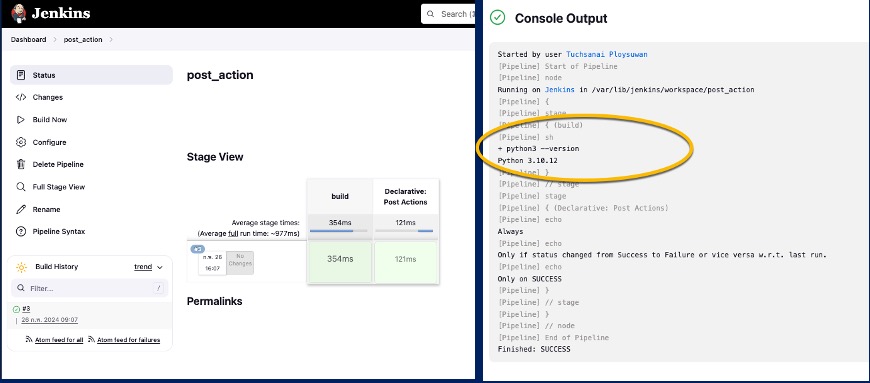 Jenkins
Search (⌘
Dashboard > post_action >
Status
Changes
Build Now
Configure
Delete Pipeline
Full Stage View
Rename
Pipeline Syntax
Build History
trend
Filter...
/
#3
26 ก.พ. 2024 09:07
Atom feed for all
Atom feed for failures
post_action
Stage View
build
Declarative: Post Actions
Average stage times:
(Average full run time: ~977ms)
354ms
121ms
#3
ก.พ. 26
16:07
No Changes
354ms
121ms
Permalinks
Console Output
Started by user Tuchsanai Ploysuwan
[Pipeline] Start of Pipeline
[Pipeline] node
Running on Jenkins in /var/lib/jenkins/workspace/post_action
[Pipeline] {
[Pipeline] stage
[Pipeline] { (build)
[Pipeline] sh
+ python3 --version
Python 3.10.12
[Pipeline] }
[Pipeline] // stage
[Pipeline] stage
[Pipeline] { (Declarative: Post Actions)
[Pipeline] echo
Always
[Pipeline] echo
Only if status changed from Success to Failure or vice versa w.r.t. last run.
[Pipeline] echo
Only on SUCCESS
[Pipeline] }
[Pipeline] // stage
[Pipeline] }
[Pipeline] // node
[Pipeline] End of Pipeline
Finished: SUCCESS